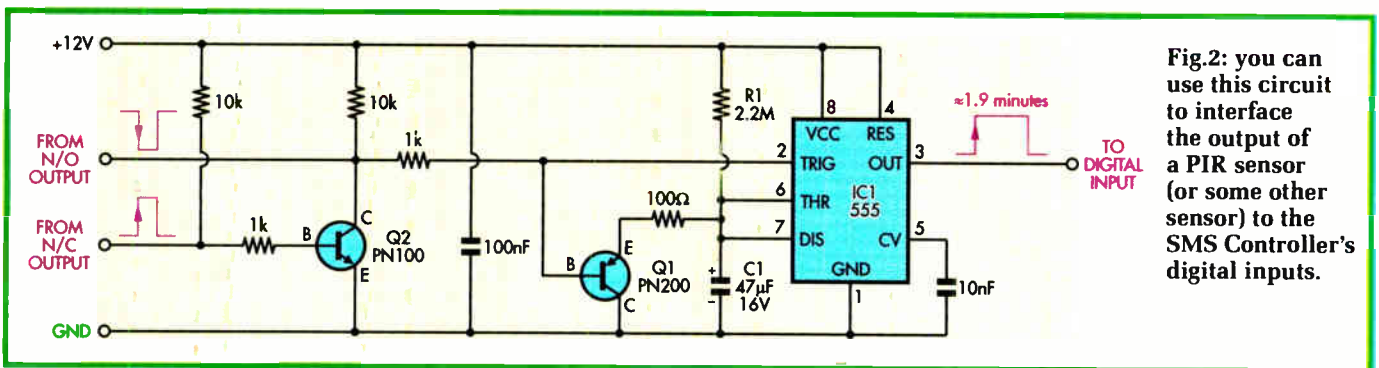 +12V
10k
10k
FROM
N/O
OUTPUT
1k
FROM
N/C
OUTPUT
1k
B
C
E
Q2
PN100
100nF
GND
B
E
C
Q1
PN200
100Ω
R1
2.2M
C1
47µF
16V
+
–
8
4
VCC
RES
2
TRIG
OUT
3
6
THR
IC1
555
7
DIS
CV
5
GND
1
10nF
≈1.9 minutes
TO
DIGITAL
INPUT
Fig.2: you can
use this circuit
to interface
the output of
a PIR sensor
(or some other
sensor) to the
SMS Controller's
digital inputs.